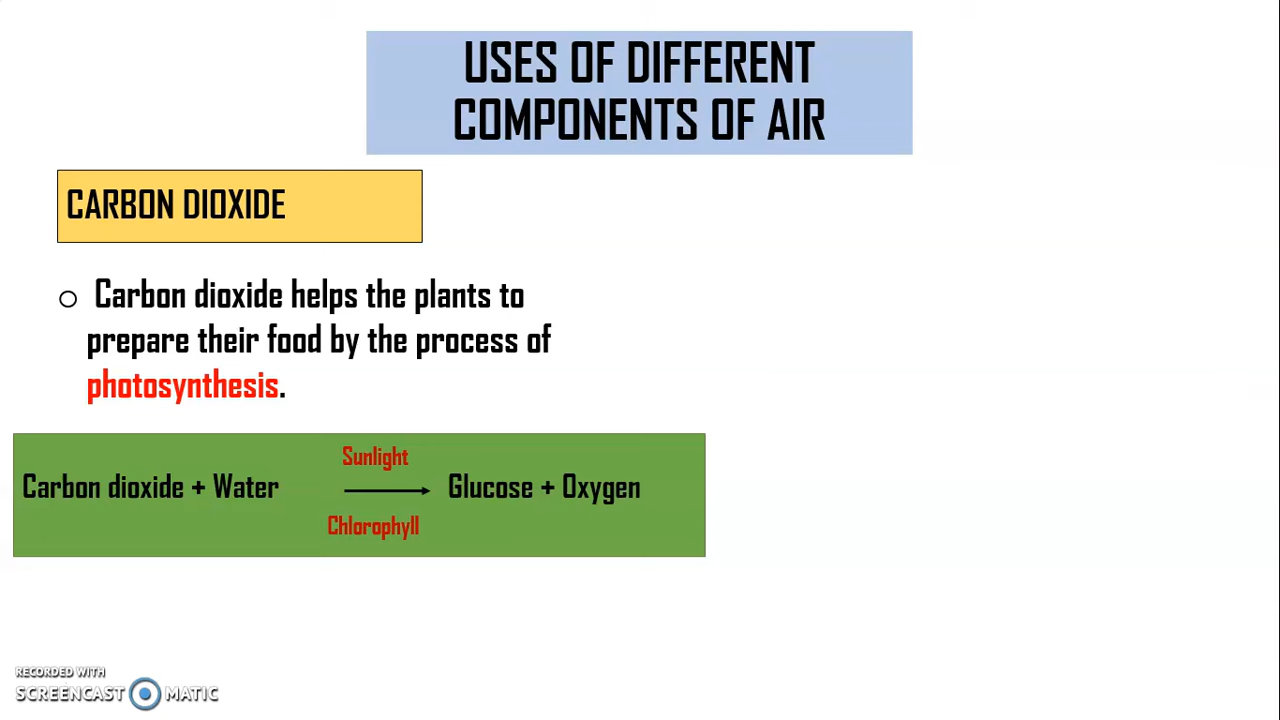 USES OF DIFFERENT
COMPONENTS OF AIR
CARBON DIOXIDE
Carbon dioxide helps the plants to
prepare their food by the process of
photosynthesis.
Sunlight
Carbon dioxide + Water Glucose + Oxygen
Chlorophyll
RECORDED WITH
SCREENCAST MATIC